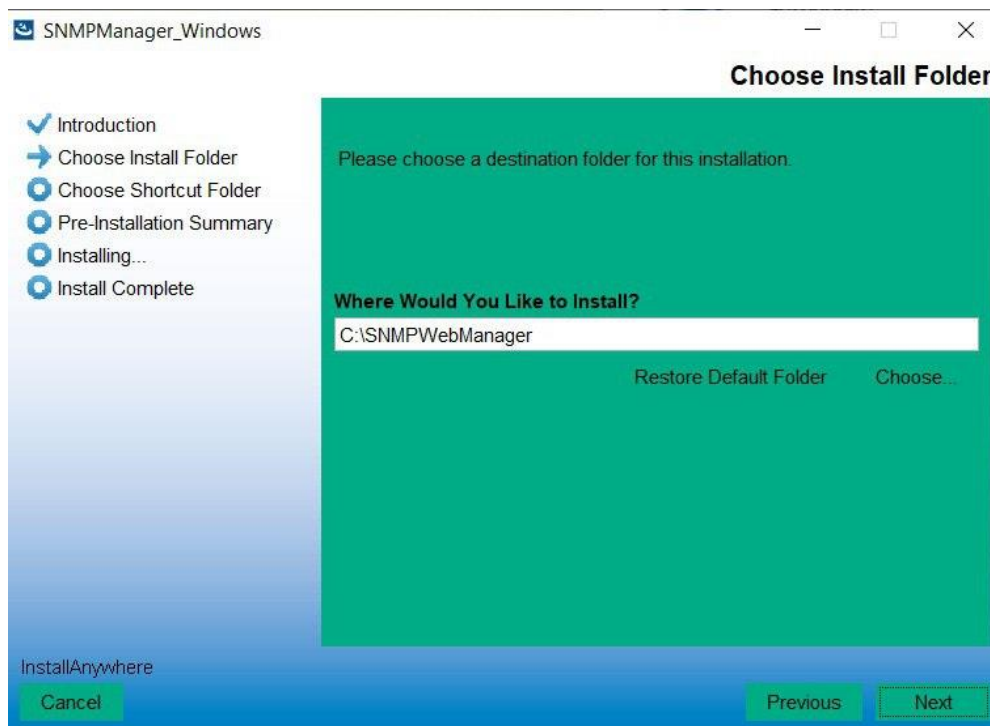 SNMPManager_Windows
Choose Install Folder
Introduction
Choose Install Folder
Choose Shortcut Folder
Pre-Installation Summary
Installing...
Install Complete
Please choose a destination folder for this installation.
Where Would You Like to Install?
C:\SNMPWebManager
Restore Default Folder Choose...
InstallAnywhere
Cancel Previous Next